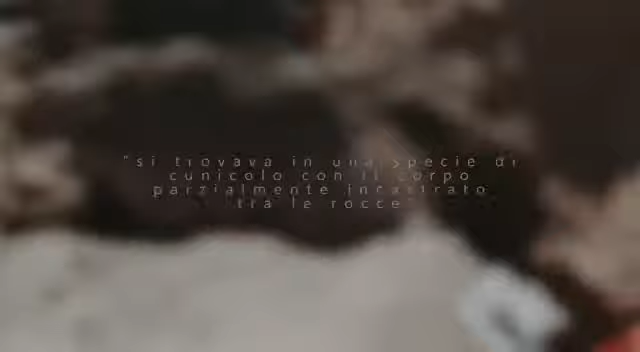 "si trovava in una specie di
cunicolo con il corpo
parzialmente incastrato
tra le rocce"